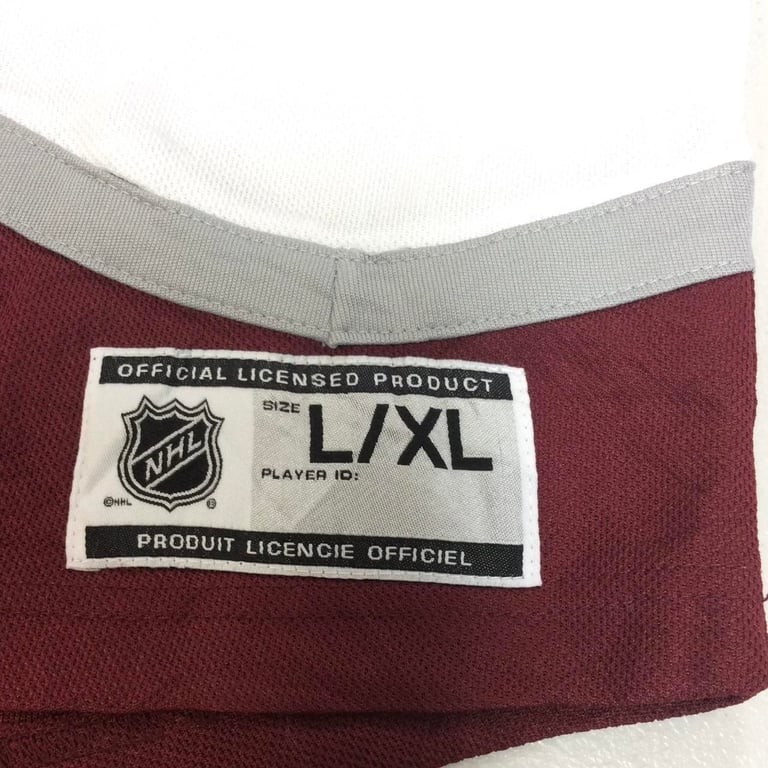 OFFICIAL LICENSED PRODUCT
NHL
SIZE L/XL
PLAYER ID:
©NHL ®
PRODUIT LICENCIE OFFICIEL